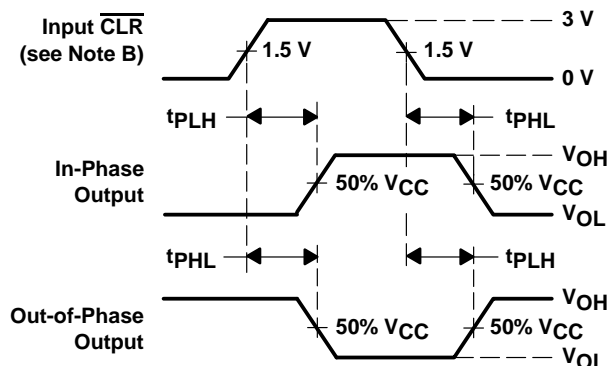 Input C̅L̅R̅
(see Note B)
1.5 V
1.5 V
3 V
0 V
tPLH
tPHL
In-Phase
Output
50% VCC
50% VCC
VOH
VOL
tPHL
tPLH
Out-of-Phase
Output
50% VCC
50% VCC
VOH
VOL